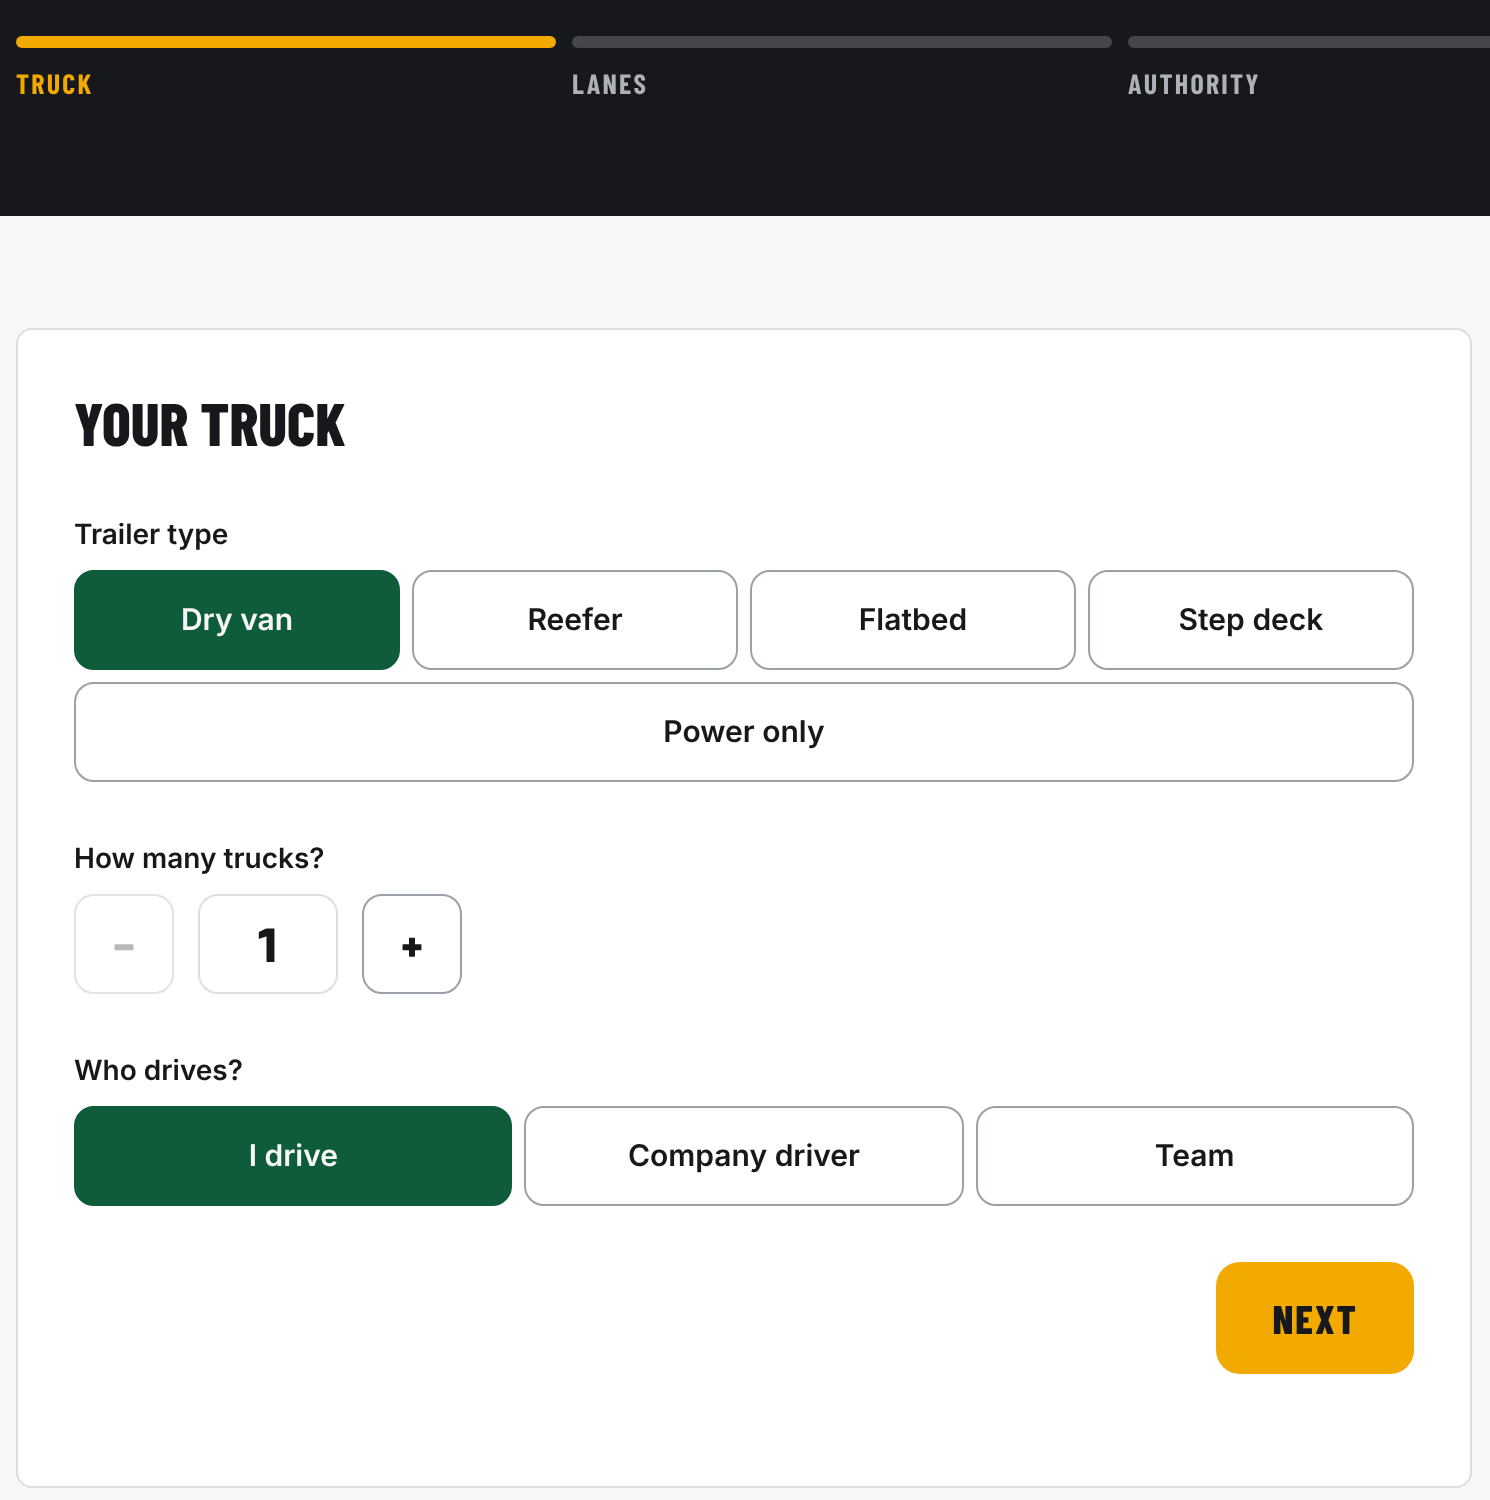 TRUCK LANES AUTHORITY
YOUR TRUCK
Trailer type
Dry van Reefer Flatbed Step deck
Power only
How many trucks?
− 1 +
Who drives?
I drive Company driver Team
NEXT